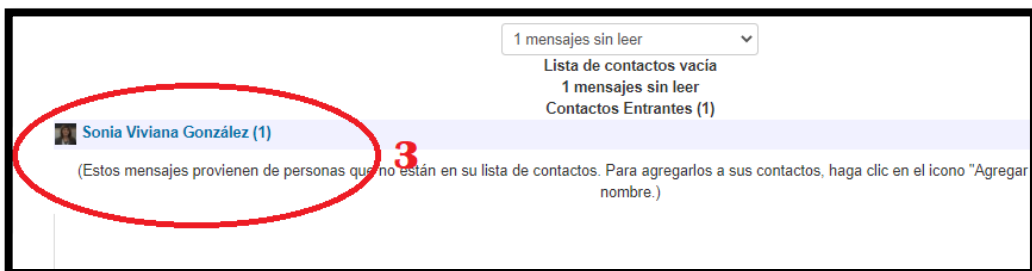 1 mensajes sin leer
Lista de contactos vacía
1 mensajes sin leer
Contactos Entrantes (1)
Sonia Viviana González (1)
3
(Estos mensajes provienen de personas que no están en su lista de contactos. Para agregarlos a sus contactos, haga clic en el icono "Agregar
nombre.)